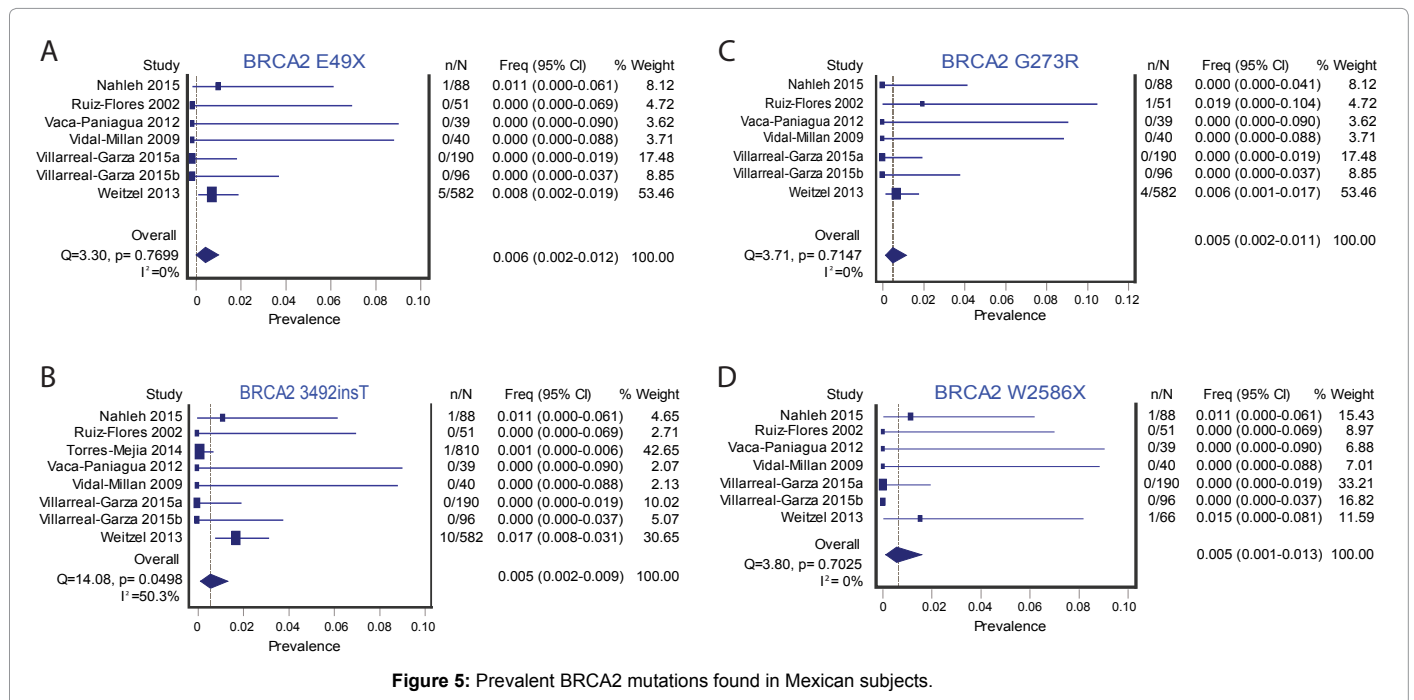 A
BRCA2 E49X
Study n/N Freq (95% CI) % Weight
Nahleh 2015 1/88 0.011 (0.000-0.061) 8.12
Ruiz-Flores 2002 0/51 0.000 (0.000-0.069) 4.72
Vaca-Paniagua 2012 0/39 0.000 (0.000-0.090) 3.62
Vidal-Millan 2009 0/40 0.000 (0.000-0.088) 3.71
Villarreal-Garza 2015a 0/190 0.000 (0.000-0.019) 17.48
Villarreal-Garza 2015b 0/96 0.000 (0.000-0.037) 8.85
Weitzel 2013 5/582 0.008 (0.002-0.019) 53.46
Overall
Q=3.30, p= 0.7699 0.006 (0.002-0.012) 100.00
I²=0%
0 0.02 0.04 0.06 0.08 0.10
Prevalence
B
BRCA2 3492insT
Study n/N Freq (95% CI) % Weight
Nahleh 2015 1/88 0.011 (0.000-0.061) 4.65
Ruiz-Flores 2002 0/51 0.000 (0.000-0.069) 2.71
Torres-Mejia 2014 1/810 0.001 (0.000-0.006) 42.65
Vaca-Paniagua 2012 0/39 0.000 (0.000-0.090) 2.07
Vidal-Millan 2009 0/40 0.000 (0.000-0.088) 2.13
Villarreal-Garza 2015a 0/190 0.000 (0.000-0.019) 10.02
Villarreal-Garza 2015b 0/96 0.000 (0.000-0.037) 5.07
Weitzel 2013 10/582 0.017 (0.008-0.031) 30.65
Overall
Q=14.08, p= 0.0498 0.005 (0.002-0.009) 100.00
I²=50.3%
0 0.02 0.04 0.06 0.08 0.10
Prevalence
C
BRCA2 G273R
Study n/N Freq (95% CI) % Weight
Nahleh 2015 0/88 0.000 (0.000-0.041) 8.12
Ruiz-Flores 2002 1/51 0.019 (0.000-0.104) 4.72
Vaca-Paniagua 2012 0/39 0.000 (0.000-0.090) 3.62
Vidal-Millan 2009 0/40 0.000 (0.000-0.088) 3.71
Villarreal-Garza 2015a 0/190 0.000 (0.000-0.019) 17.48
Villarreal-Garza 2015b 0/96 0.000 (0.000-0.037) 8.85
Weitzel 2013 4/582 0.006 (0.001-0.017) 53.46
Overall 0.005 (0.002-0.011) 100.00
Q=3.71, p= 0.7147
I²=0%
0 0.02 0.04 0.06 0.08 0.10 0.12
Prevalence
D
BRCA2 W2586X
Study n/N Freq (95% CI) % Weight
Nahleh 2015 1/88 0.011 (0.000-0.061) 15.43
Ruiz-Flores 2002 0/51 0.000 (0.000-0.069) 8.97
Vaca-Paniagua 2012 0/39 0.000 (0.000-0.090) 6.88
Vidal-Millan 2009 0/40 0.000 (0.000-0.088) 7.01
Villarreal-Garza 2015a 0/190 0.000 (0.000-0.019) 33.21
Villarreal-Garza 2015b 0/96 0.000 (0.000-0.037) 16.82
Weitzel 2013 1/66 0.015 (0.000-0.081) 11.59
Overall 0.005 (0.001-0.013) 100.00
Q=3.80, p= 0.7025
I²= 0%
0 0.02 0.04 0.06 0.08 0.10
Prevalence
Figure 5: Prevalent BRCA2 mutations found in Mexican subjects.